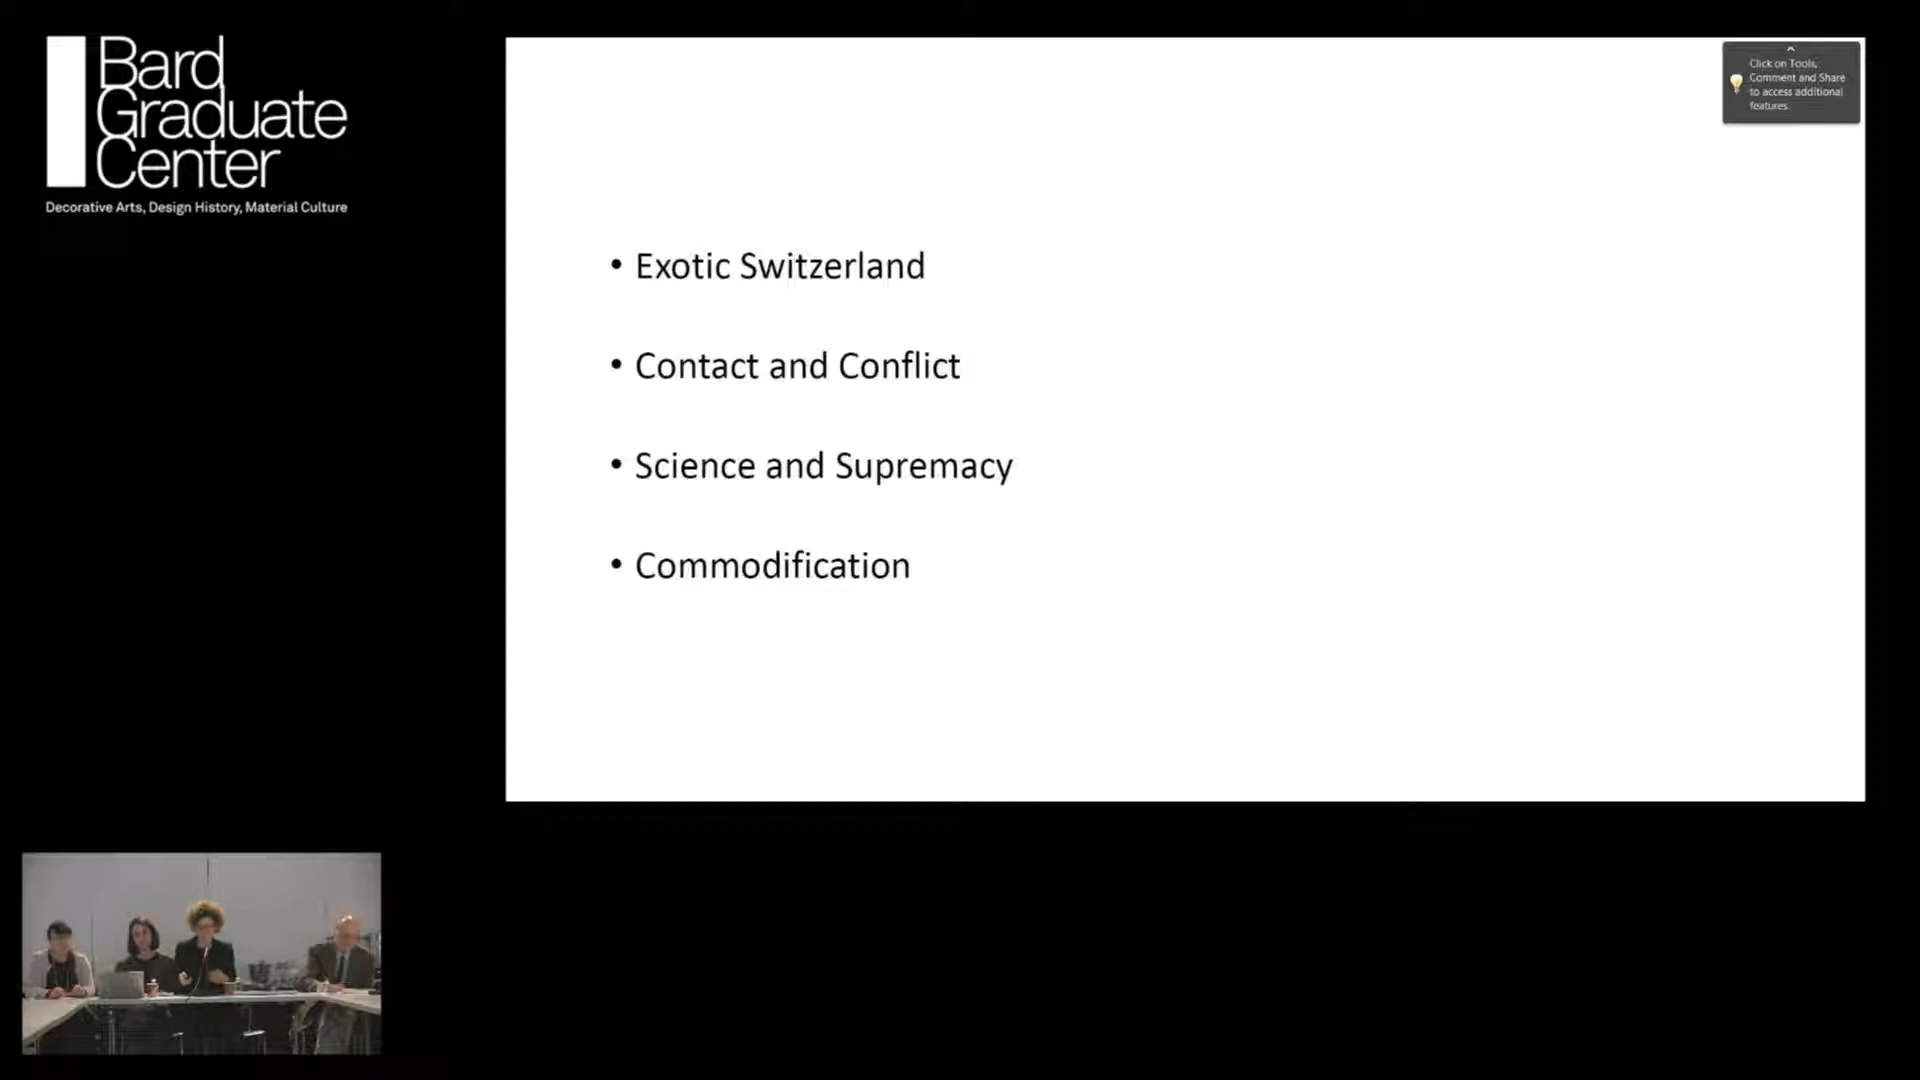 Bard
Graduate
Center
Decorative Arts, Design History, Material Culture
Click on Tools,
Comment and Share
to access additional
features.
• Exotic Switzerland
• Contact and Conflict
• Science and Supremacy
• Commodification